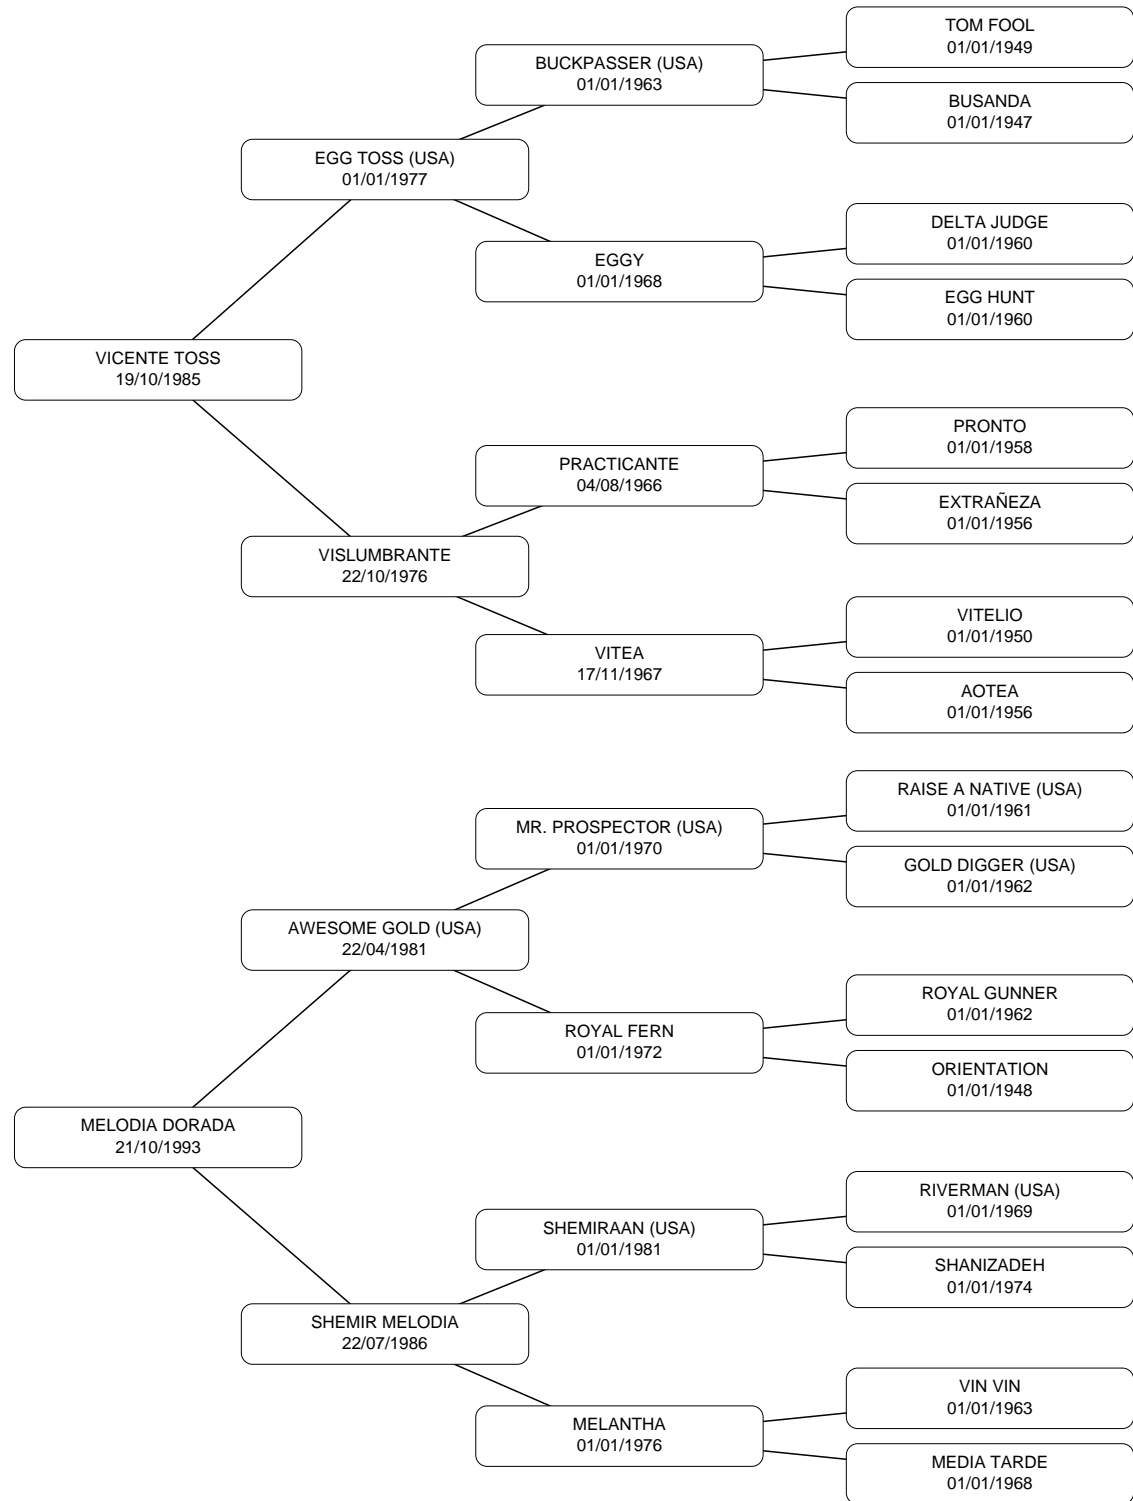 TOM FOOL
01/01/1949
BUCKPASSER (USA)
01/01/1963
BUSANDA
01/01/1947
EGG TOSS (USA)
01/01/1977
DELTA JUDGE
01/01/1960
EGGY
01/01/1968
EGG HUNT
01/01/1960
VICENTE TOSS
19/10/1985
PRONTO
01/01/1958
PRACTICANTE
04/08/1966
EXTRAÑEZA
01/01/1956
VISLUMBRANTE
22/10/1976
VITELIO
01/01/1950
VITEA
17/11/1967
AOTEA
01/01/1956
RAISE A NATIVE (USA)
01/01/1961
MR. PROSPECTOR (USA)
01/01/1970
GOLD DIGGER (USA)
01/01/1962
AWESOME GOLD (USA)
22/04/1981
ROYAL GUNNER
01/01/1962
ROYAL FERN
01/01/1972
ORIENTATION
01/01/1948
MELODIA DORADA
21/10/1993
RIVERMAN (USA)
01/01/1969
SHEMIRAAN (USA)
01/01/1981
SHANIZADEH
01/01/1974
SHEMIR MELODIA
22/07/1986
VIN VIN
01/01/1963
MELANTHA
01/01/1976
MEDIA TARDE
01/01/1968